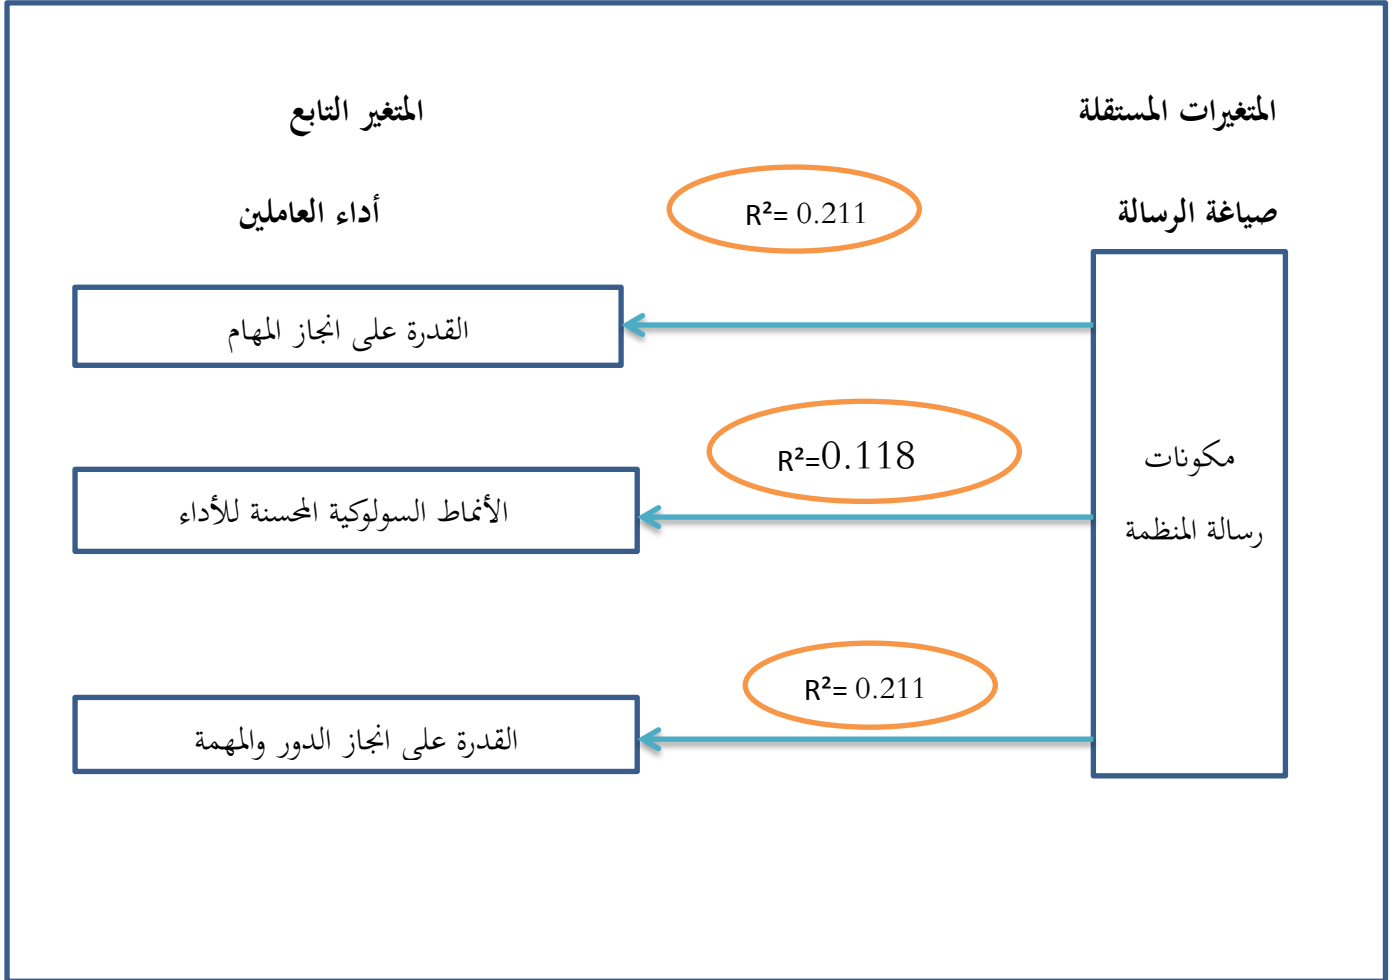 المتغيرات المستقلة
المتغير التابع
صياغة الرسالة
R²= 0.211
أداء العاملين
القدرة على انجاز المهام
مكونات
رسالة المنظمة
R²=0.118
الأنماط السولوكية المحسنة للأداء
R²= 0.211
القدرة على انجاز الدور والمهمة